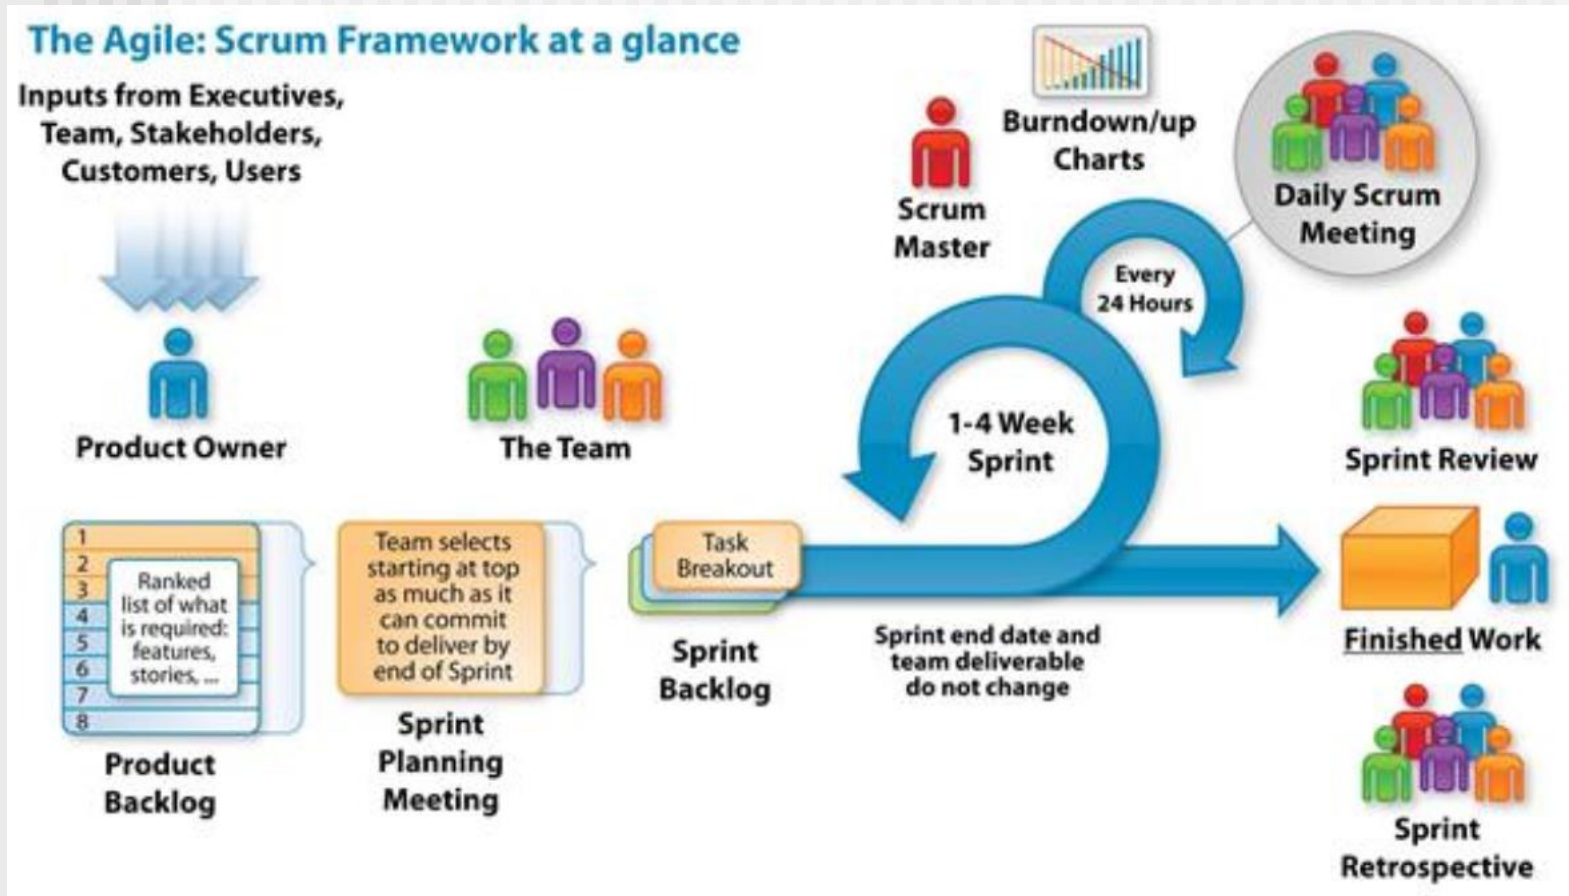 The Agile: Scrum Framework at a glance
Inputs from Executives,
Team, Stakeholders,
Customers, Users
Product Owner
The Team
Scrum
Master
Burndown/up
Charts
Daily Scrum
Meeting
Every
24 Hours
1-4 Week
Sprint
Sprint Review
1
2
3
4
5
6
7
8
Ranked
list of what
is required:
features,
stories, ...
Product
Backlog
Team selects
starting at top
as much as it
can commit
to deliver by
end of Sprint
Sprint
Planning
Meeting
Task
Breakout
Sprint
Backlog
Sprint end date and
team deliverable
do not change
Finished Work
Sprint
Retrospective